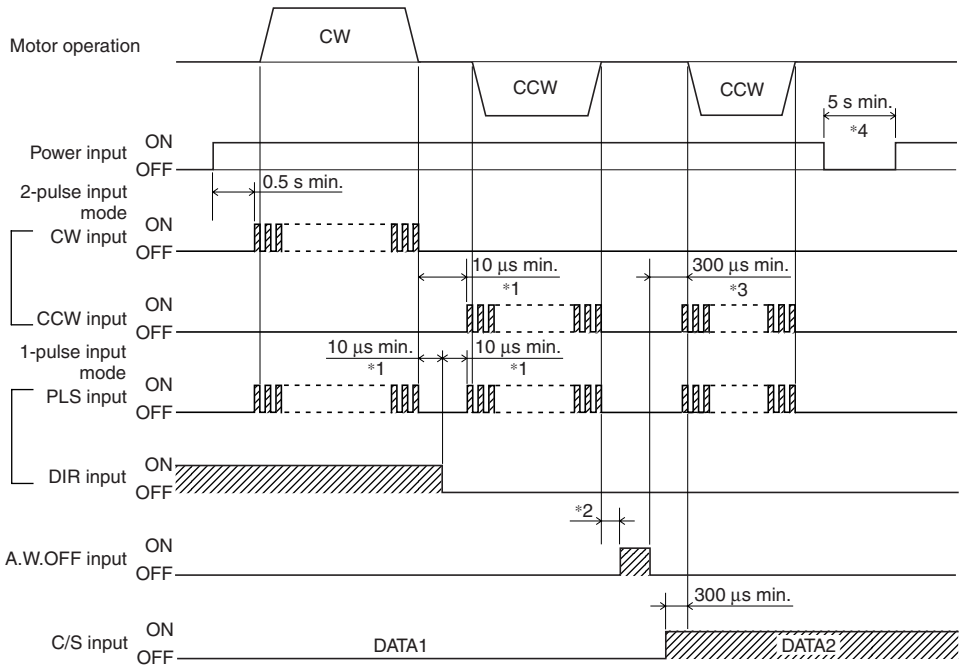 Motor operation
CW
CCW
CCW
5 s min.
*4
Power input
ON
OFF
0.5 s min.
2-pulse input
mode
CW input
ON
OFF
10 μs min.
*1
300 μs min.
*3
CCW input
ON
OFF
1-pulse input
mode
10 μs min.
*1
10 μs min.
*1
PLS input
ON
OFF
DIR input
ON
OFF
*2
A.W.OFF input
ON
OFF
300 μs min.
C/S input
ON
OFF
DATA1
DATA2